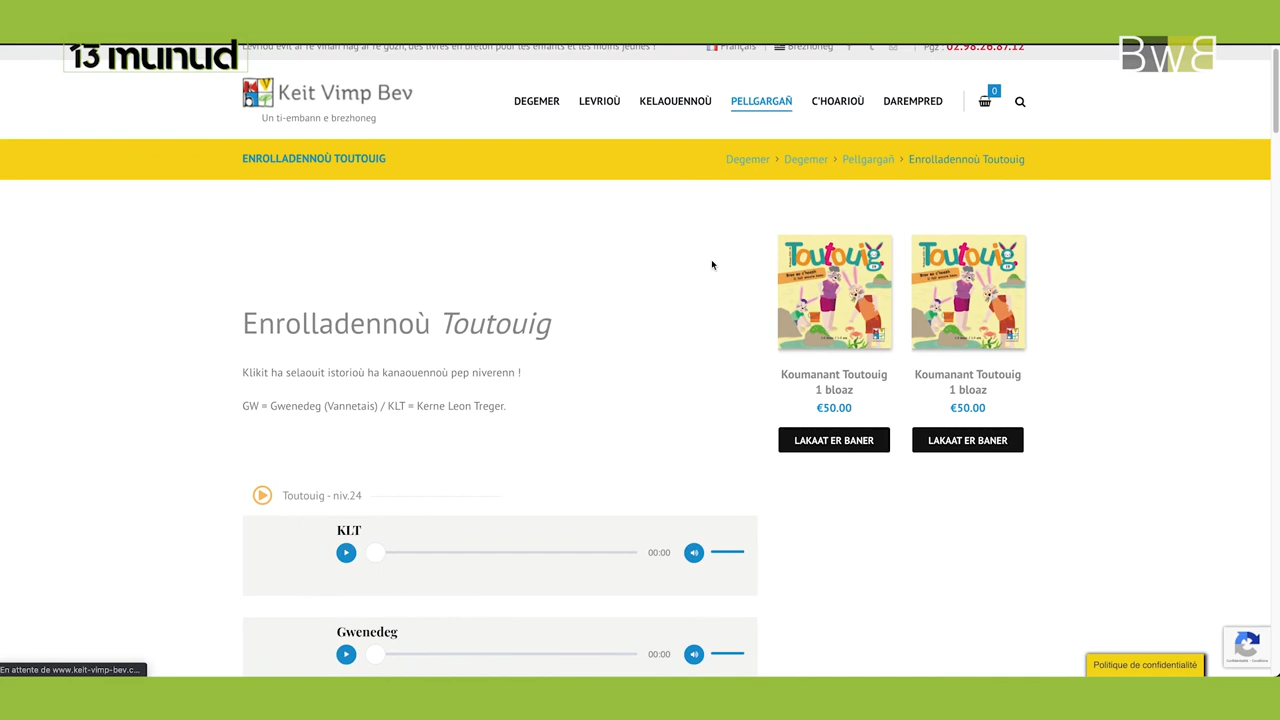 13 munud
Levrioù evit ar re vihan hag ar re gozh, des livres en breton pour les enfants et les moins jeunes !
Français
Brezhoneg
Pgz : 02.98.26.87.12
BWB
Keit Vimp Bev
Un ti-embann e brezhoneg
DEGEMER
LEVRIOÙ
KELAOUENNOÙ
PELLGARGAÑ
C'HOARIOÙ
DAREMPRED
0
ENROLLADENNOÙ TOUTOUIG
Degemer › Degemer › Pellgargañ › Enrolladennoù Toutouig
Toutouig
Toutouig
Enrolladennoù Toutouig
Klikit ha selaouit istorioù ha kanaouennoù pep niverenn !
GW = Gwenedeg (Vannetais) / KLT = Kerne Leon Treger.
Koumanant Toutouig
1 bloaz
€50.00
LAKAAT ER BANER
Koumanant Toutouig
1 bloaz
€50.00
LAKAAT ER BANER
Toutouig - niv.24
KLT
00:00
Gwenedeg
00:00
En attente de www.keit-vimp-bev.c...
Politique de confidentialité